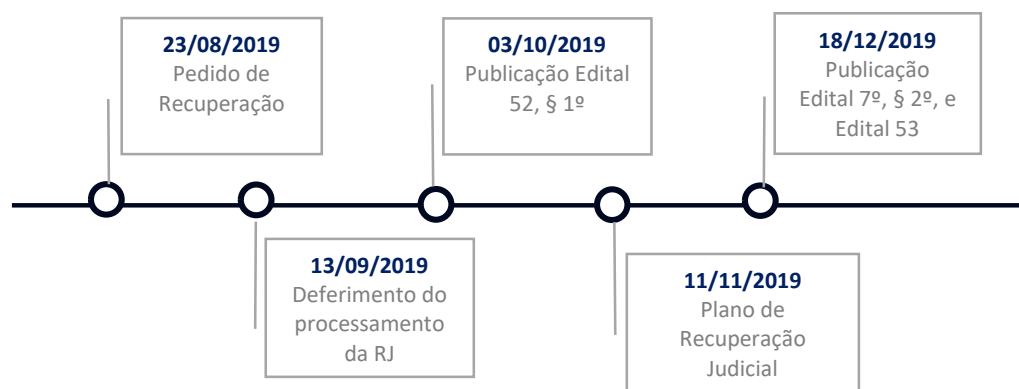 23/08/2019
Pedido de
Recuperação
03/10/2019
Publicação Edital
52, § 1º
18/12/2019
Publicação
Edital 7º, § 2º, e
Edital 53
13/09/2019
Deferimento do
processamento
da RJ
11/11/2019
Plano de
Recuperação
Judicial